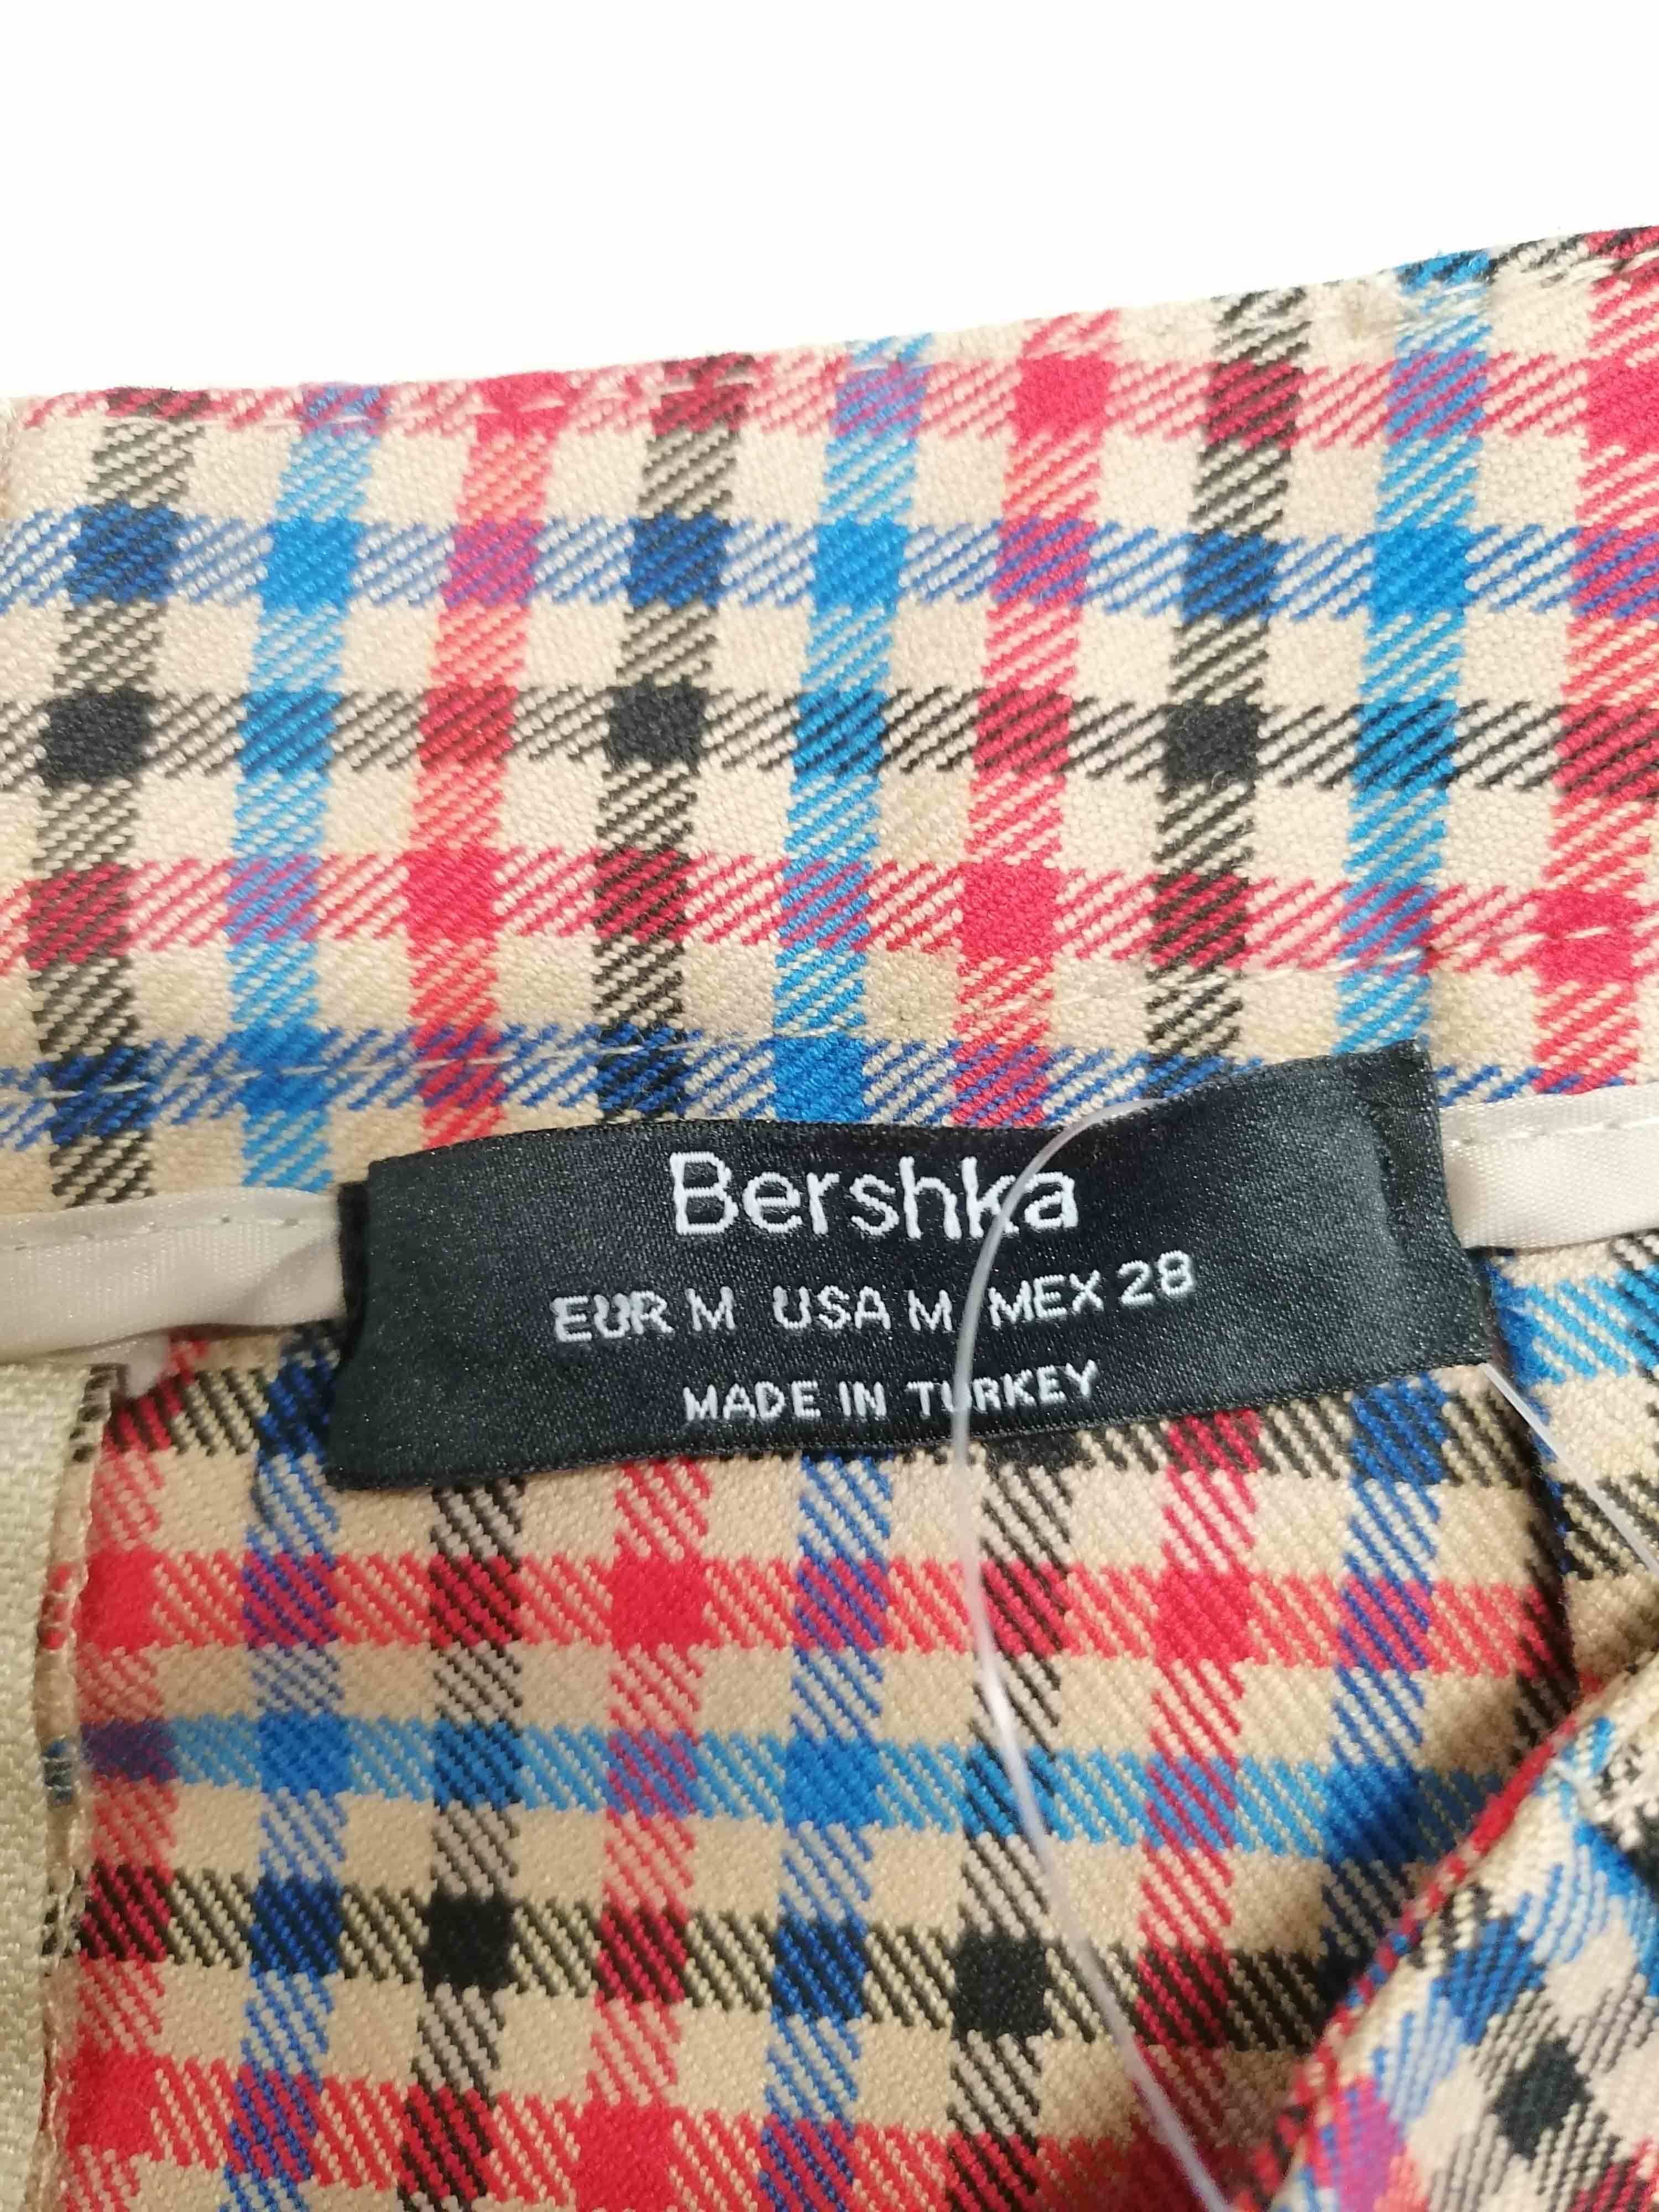 Bershka
EUR M USA M MEX 28
MADE IN TURKEY